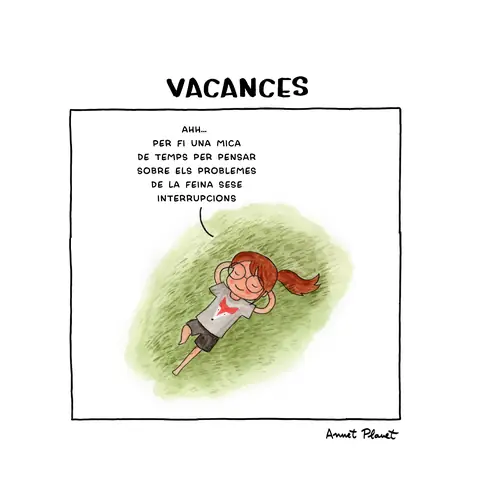 VACANCES
AHH...
PER FI UNA MICA
DE TEMPS PER PENSAR
SOBRE ELS PROBLEMES
DE LA FEINA SESE
INTERRUPCIONS
Annet Planet